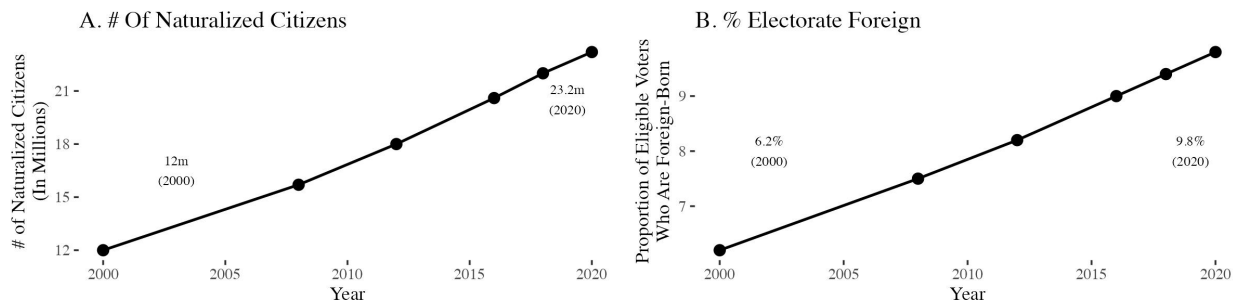 A. # Of Naturalized Citizens
# of Naturalized Citizens
(In Millions)
21
18
15
12
12m
(2000)
23.2m
(2020)
2000
2005
2010
2015
2020
Year
B. % Electorate Foreign
Proportion of Eligible Voters
Who Are Foreign-Born
9
8
7
6.2%
(2000)
9.8%
(2020)
2000
2005
2010
2015
2020
Year